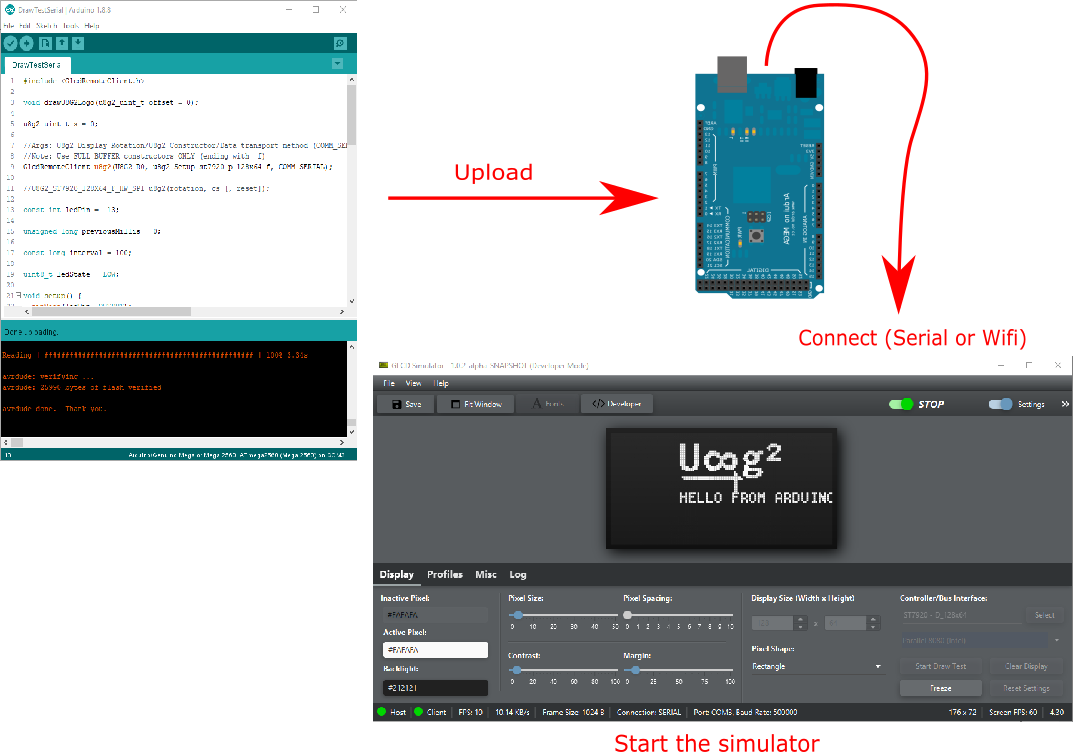 DrawTestSerial | Arduino 1.8.8
File Edit Sketch Tools Help
DrawTestSerial
1 #include <GlcdRemoteClient.h>
2
3 void drawU8G2Logo(u8g2_uint_t offset = 0);
4
5 u8g2_uint_t x = 0;
6
7 //Args: U8g2 Display Rotation/U8g2 Constructor/Data transport method (COMM_SER
8 //Note: Use FULL BUFFER constructors ONLY (ending with _f)
9 GlcdRemoteClient u8g2(U8G2_R0, u8g2_Setup_st7920_p_128x64_f, COMM_SERIAL);
10
11 //U8G2_ST7920_128X64_1_HW_SPI u8g2(rotation, cs [, reset]);
12
13 const int ledPin = 13;
14
15 unsigned long previousMillis = 0;
16
17 const long interval = 100;
18
19 uint8_t ledState = LOW;
20
21 void setup() {
Done uploading.
Reading | ################################################## | 100% 3.34s
avrdude: verifying ...
avrdude: 25996 bytes of flash verified
avrdude done. Thank you.
13
Arduino/Genuino Mega or Mega 2560, ATmega2560 (Mega 2560) on COM3
Upload
Connect (Serial or Wifi)
GLCD Simulator - 1.0.2-alpha-SNAPSHOT (Developer Mode)
File View Help
Save Fit Window Fonts Developer
STOP Settings
HELLO FROM ARDUINO
Display Profiles Misc Log
Inactive Pixel:
#FAFAFA
Active Pixel:
#FAFAFA
Backlight:
#212121
Pixel Size:
0 10 20 30 40 50
Contrast:
0 20 40 60 80 100
Pixel Spacing:
0 1 2 3 4 5 6 7 8 9 10
Margin:
0 25 50 75 100
Display Size (Width x Height)
128 x 64
Pixel Shape:
Rectangle
Controller/Bus Interface:
ST7920 - D_128x64
Select
Start Draw Test Clear Display
Freeze Reset Settings
Host Client FPS: 10 10.14 KB/s Frame Size: 1024 B Connection: SERIAL Port: COM3, Baud Rate: 500000
176 x 72 Screen FPS: 60 4.20
Start the simulator